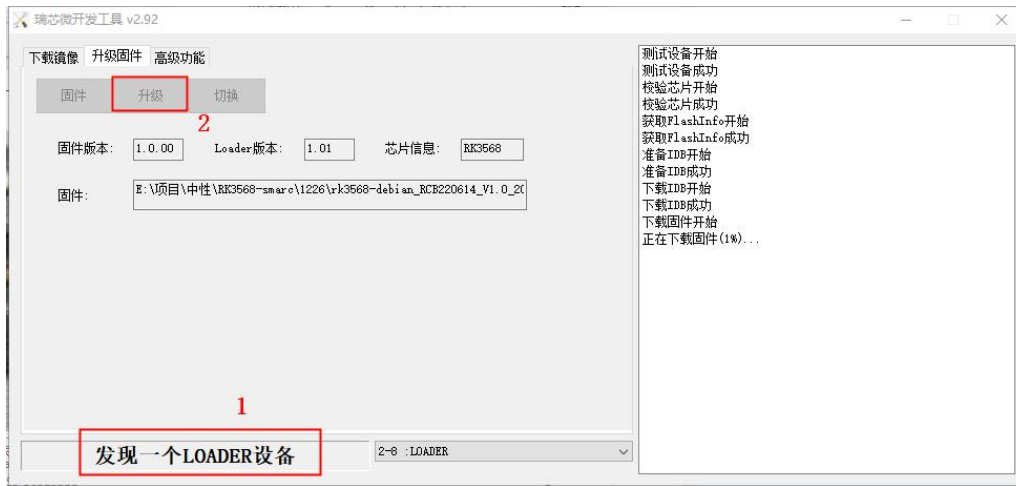 瑞芯微开发工具 v2.92
下载镜像 升级固件 高级功能
固件 升级 切换
2
固件版本: 1.0.00 Loader版本: 1.01 芯片信息: RK3568
固件: E:\项目\中性\RK3568-smarc\1226\rk3568-debian_RCB220614_V1.0_20
1
发现一个LOADER设备
2-8 :LOADER
测试设备开始
测试设备成功
校验芯片开始
校验芯片成功
获取FlashInfo开始
获取FlashInfo成功
准备IDB开始
准备IDB成功
下载IDB开始
下载IDB成功
下载固件开始
正在下载固件(1%)...